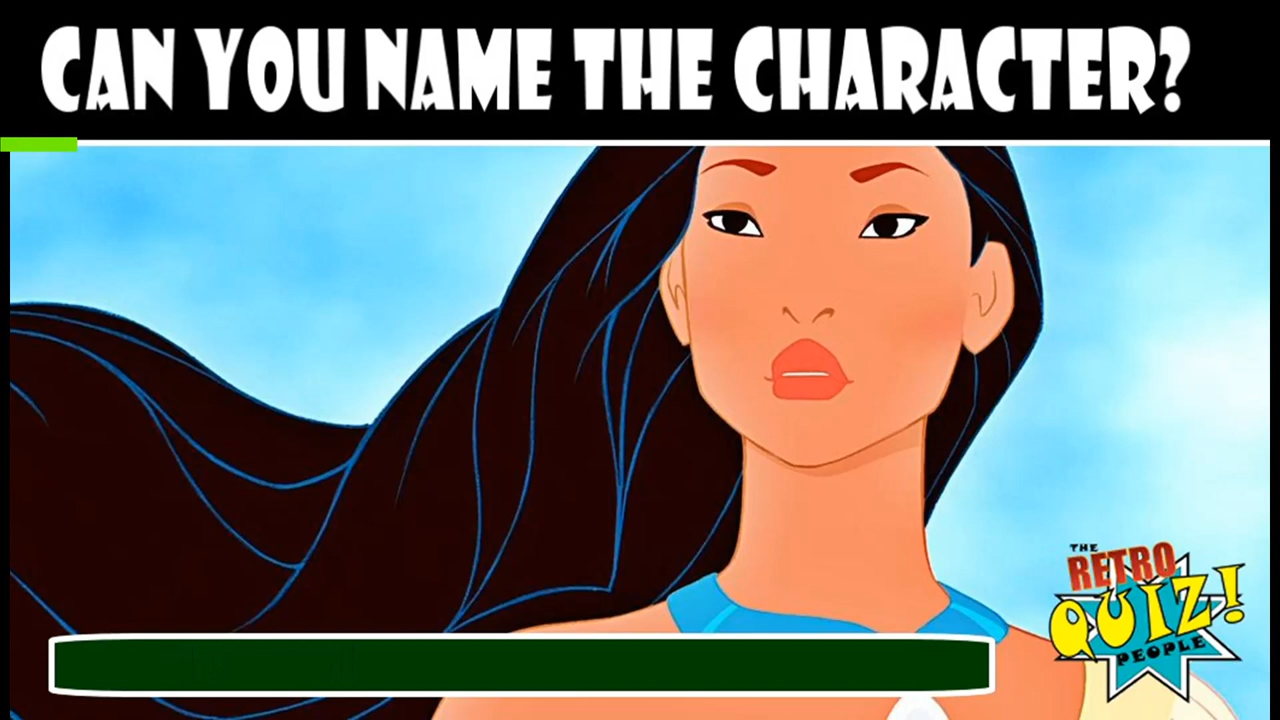 CAN YOU NAME THE CHARACTER?
THE
RETRO
QUIZ!
PEOPLE